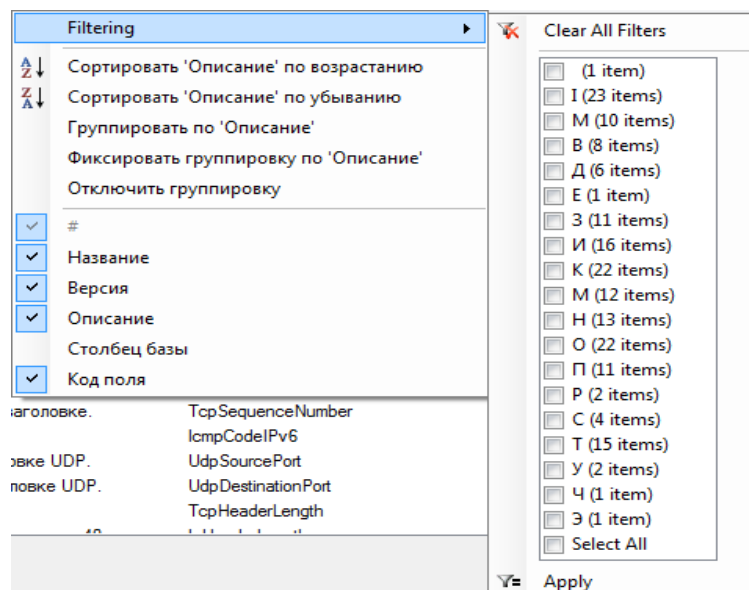 Filtering
Сортировать 'Описание' по возрастанию
Сортировать 'Описание' по убыванию
Группировать по 'Описание'
Фиксировать группировку по 'Описание'
Отключить группировку
#
Название
Версия
Описание
Столбец базы
Код поля
заголовке. TcpSequenceNumber
IcmpCodeIPv6
овке UDP. UdpSourcePort
ловке UDP. UdpDestinationPort
TcpHeaderLength
Clear All Filters
(1 item)
I (23 items)
M (10 items)
В (8 items)
Д (6 items)
Е (1 item)
З (11 items)
И (16 items)
К (22 items)
М (12 items)
Н (13 items)
О (22 items)
П (11 items)
Р (2 items)
С (4 items)
Т (15 items)
У (2 items)
Ч (1 item)
Э (1 item)
Select All
Apply